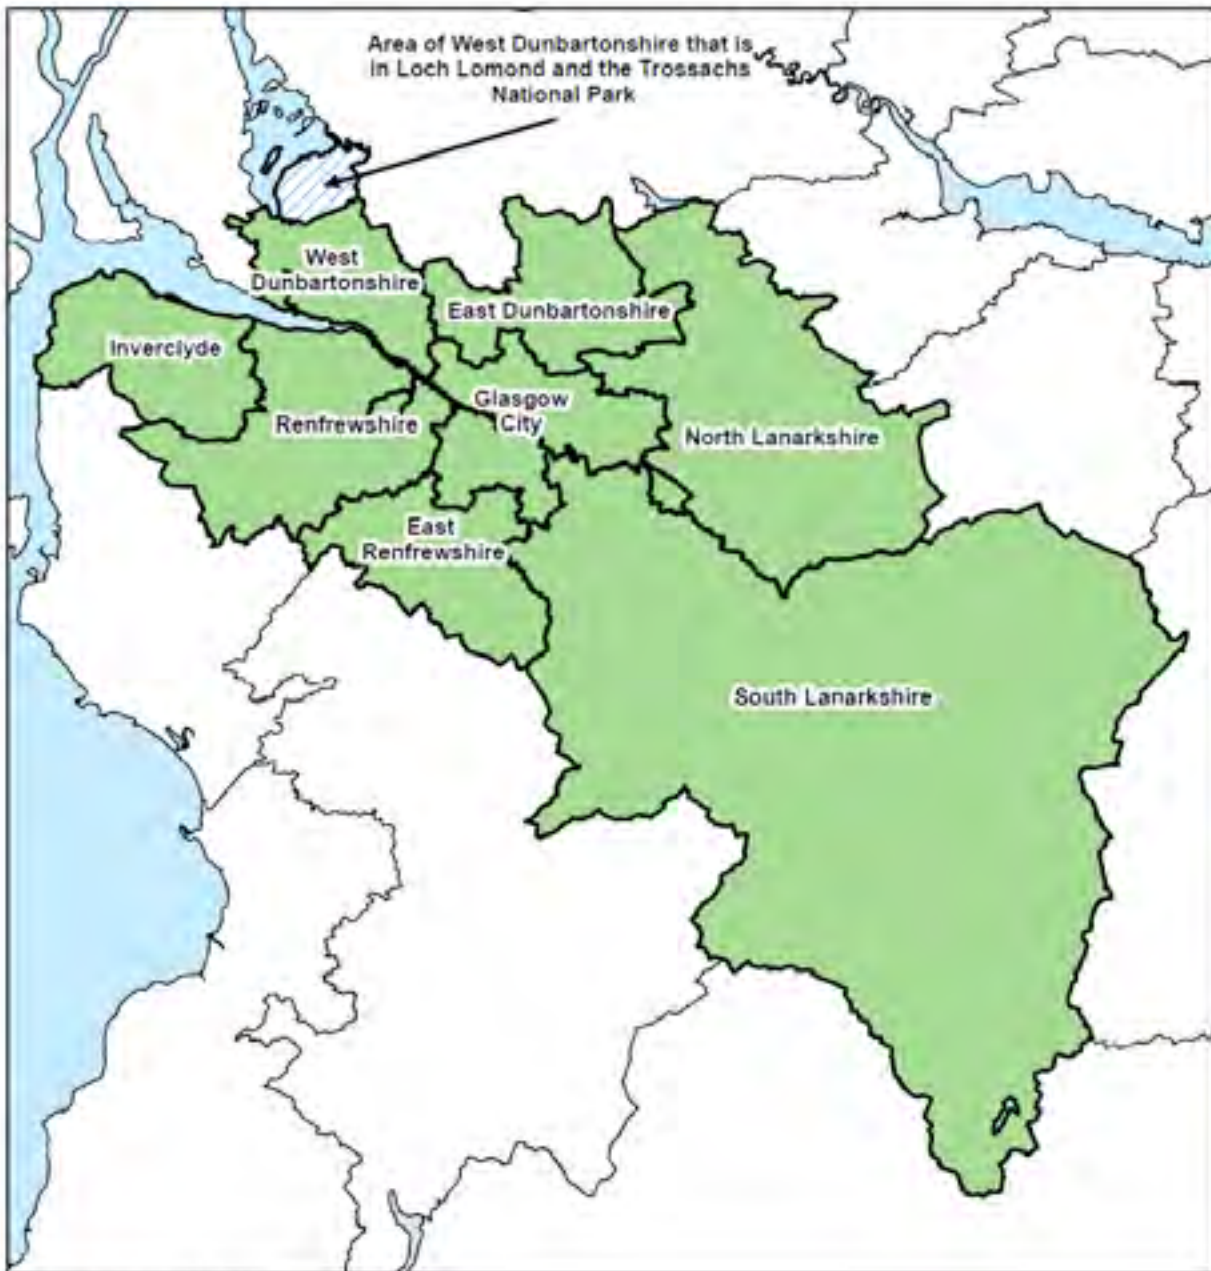 Area of West Dunbartonshire that is
in Loch Lomond and the Trossachs
National Park
West
Dunbartonshire
East Dunbartonshire
Inverclyde
Glasgow
City
Renfrewshire
North Lanarkshire
East
Renfrewshire
South Lanarkshire